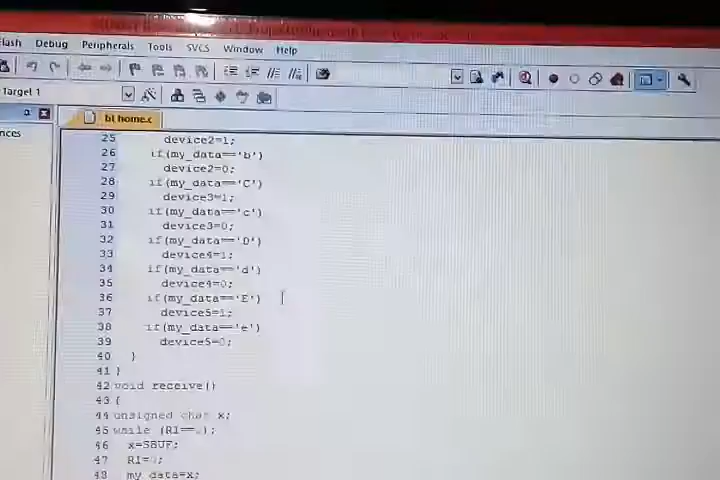 Flash Debug Peripherals Tools SVCS Window Help
Target 1
bt home.c
25 device2=1;
26 if(my_data=='b')
27 device2=0;
28 if(my_data=='C')
29 device3=1;
30 if(my_data=='c')
31 device3=0;
32 if(my_data=='D')
33 device4=1;
34 if(my_data=='d')
35 device4=0;
36 if(my_data=='E')
37 device5=1;
38 if(my_data=='e')
39 device5=0;
40 }
41 }
42 void receive()
43 {
44 unsigned char x;
45 while (RI==0);
46 x=SBUF;
47 RI=0;
48 my_data=x;